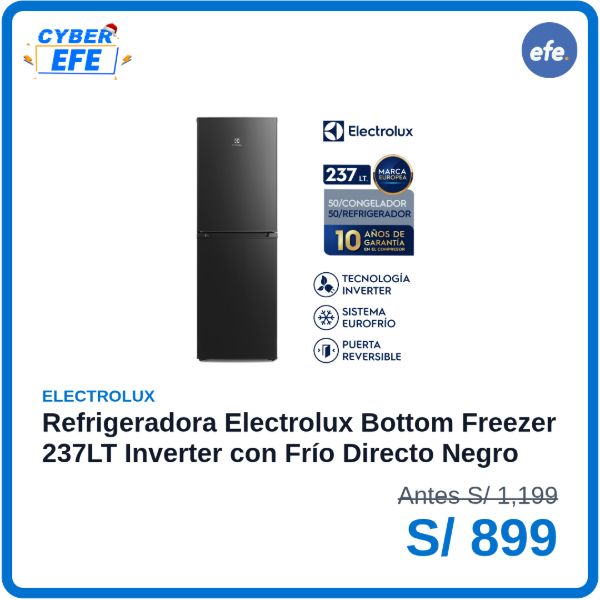 CYBER
EFE
efe.
Electrolux
237 LT.
MARCA
EUROPEA
50/CONGELADOR
50/REFRIGERADOR
10 AÑOS DE
GARANTÍA
EN EL COMPRESOR
TECNOLOGÍA
INVERTER
SISTEMA
EUROFRÍO
PUERTA
REVERSIBLE
ELECTROLUX
Refrigeradora Electrolux Bottom Freezer
237LT Inverter con Frío Directo Negro
Antes S/ 1,199
S/ 899